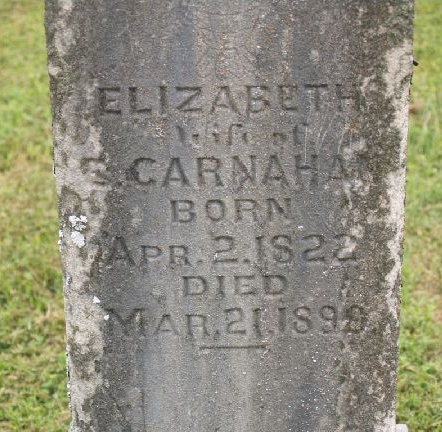 ELIZABETH
Wife of
S. CARNAHAN
BORN
APR. 2. 1822
DIED
MAR. 21. 1899